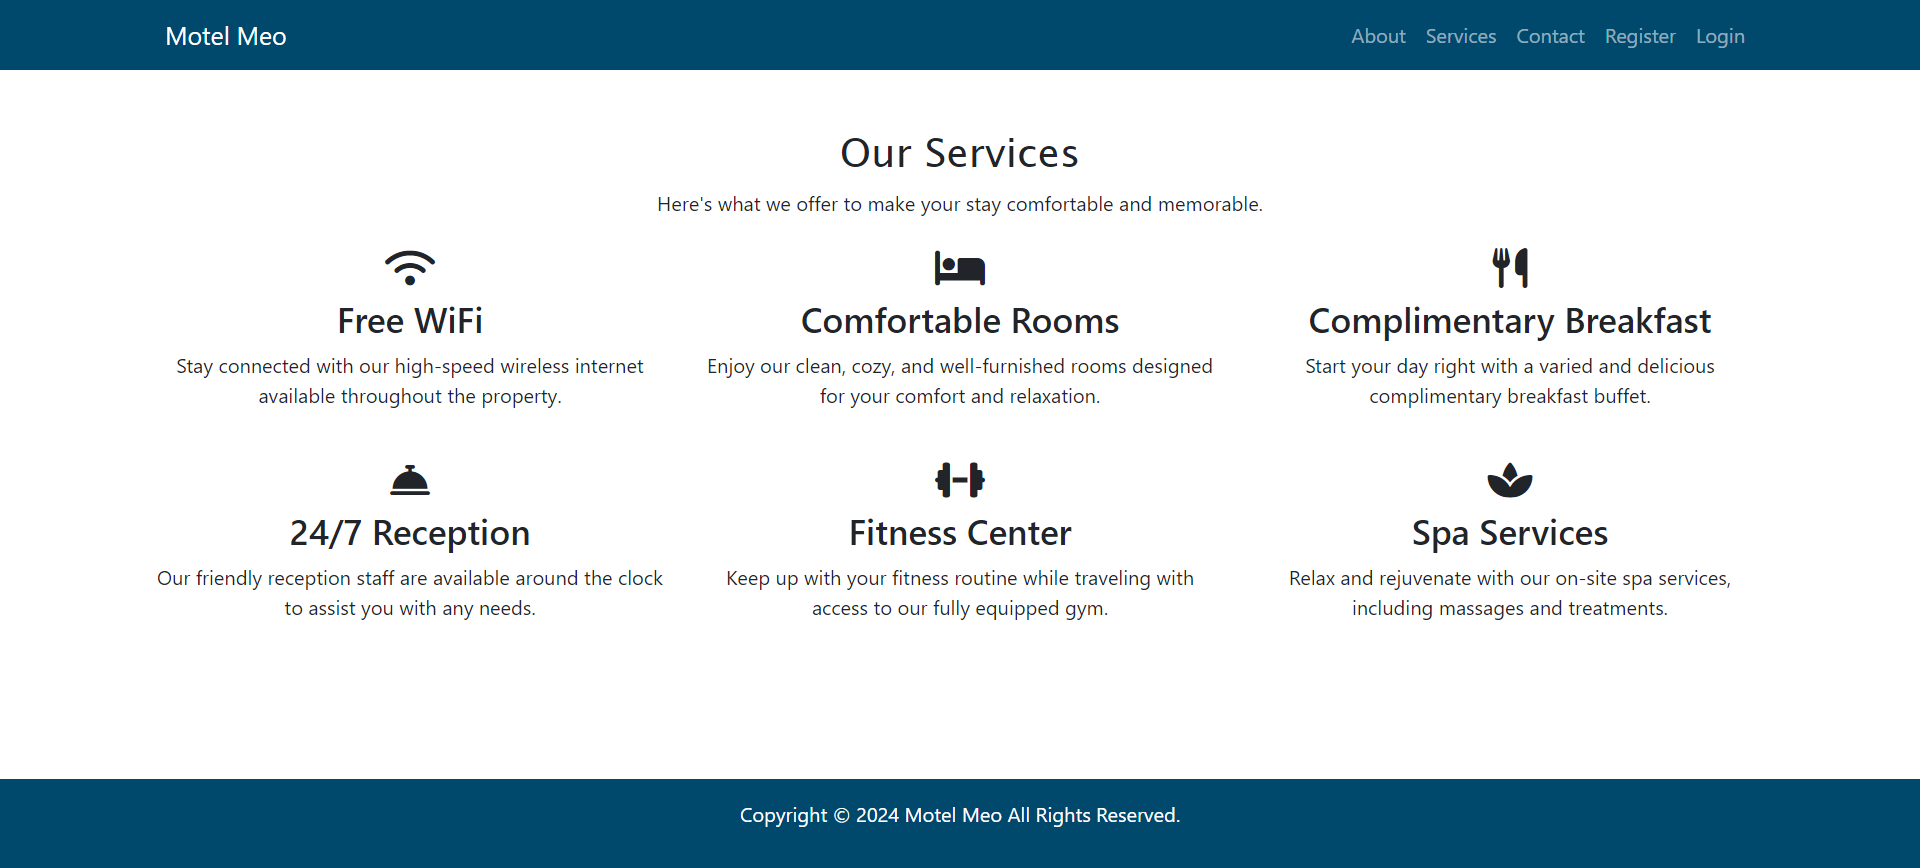 Motel Meo
About Services Contact Register Login
Our Services
Here's what we offer to make your stay comfortable and memorable.
Free WiFi
Stay connected with our high-speed wireless internet
available throughout the property.
Comfortable Rooms
Enjoy our clean, cozy, and well-furnished rooms designed
for your comfort and relaxation.
Complimentary Breakfast
Start your day right with a varied and delicious
complimentary breakfast buffet.
24/7 Reception
Our friendly reception staff are available around the clock
to assist you with any needs.
Fitness Center
Keep up with your fitness routine while traveling with
access to our fully equipped gym.
Spa Services
Relax and rejuvenate with our on-site spa services,
including massages and treatments.
Copyright © 2024 Motel Meo All Rights Reserved.